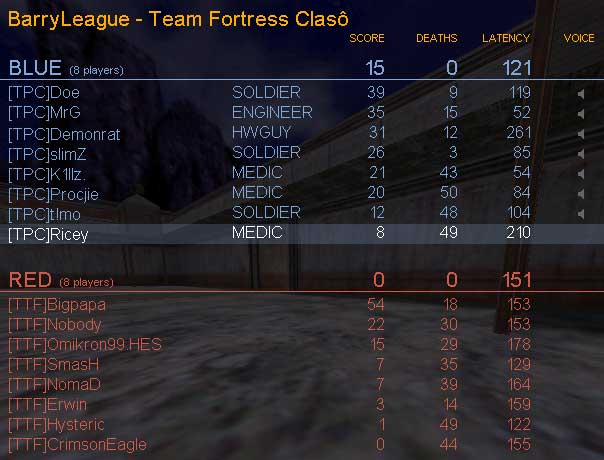 BarryLeague - Team Fortress Clasô
SCORE DEATHS LATENCY VOICE
BLUE (8 players) 15 0 121
[TPC]Doe SOLDIER 39 9 119
[TPC]MrG ENGINEER 35 15 52
[TPC]Demonrat HWGUY 31 12 261
[TPC]slimZ SOLDIER 26 3 85
[TPC]K1llz. MEDIC 21 43 54
[TPC]Procjie MEDIC 20 50 84
[TPC]t!mo SOLDIER 12 48 104
[TPC]Ricey MEDIC 8 49 210
RED (8 players) 0 0 151
[TTF]Bigpapa 54 18 153
[TTF]Nobody 22 30 153
[TTF]Omikron99.HES 15 29 178
[TTF]SmasH 7 35 129
[TTF]NomaD 7 39 164
[TTF]Erwin 3 14 159
[TTF]Hysteric 1 49 122
[TTF]CrimsonEagle 0 44 155